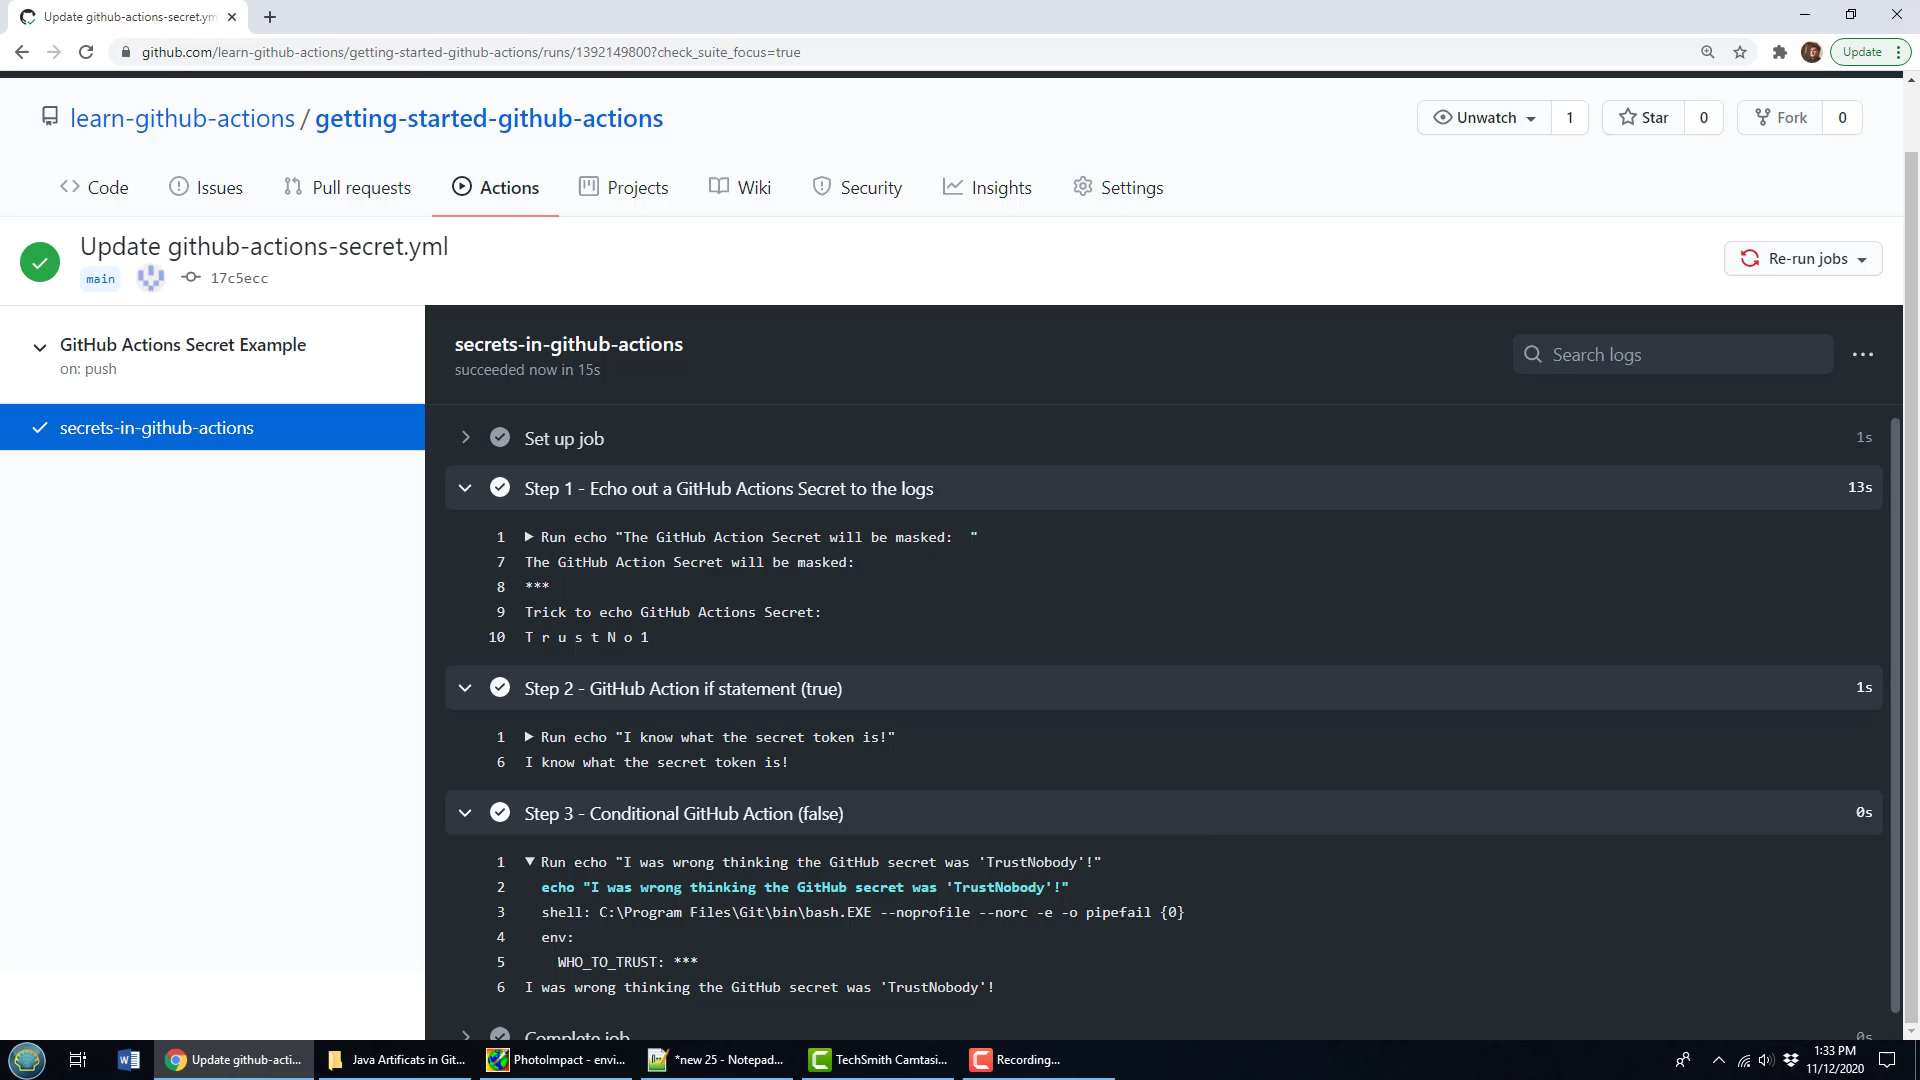 Update github-actions-secret.yml
github.com/learn-github-actions/getting-started-github-actions/runs/1392149800?check_suite_focus=true
Update
learn-github-actions / getting-started-github-actions
Unwatch 1 Star 0 Fork 0
Code Issues Pull requests Actions Projects Wiki Security Insights Settings
Update github-actions-secret.yml
main 17c5ecc
Re-run jobs
GitHub Actions Secret Example
on: push
secrets-in-github-actions
secrets-in-github-actions
succeeded now in 15s
Search logs
Set up job 1s
Step 1 - Echo out a GitHub Actions Secret to the logs 13s
1 Run echo "The GitHub Action Secret will be masked:  "
7 The GitHub Action Secret will be masked:
8 ***
9 Trick to echo GitHub Actions Secret:
10 T r u s t N o 1
Step 2 - GitHub Action if statement (true) 1s
1 Run echo "I know what the secret token is!"
6 I know what the secret token is!
Step 3 - Conditional GitHub Action (false) 0s
1 Run echo "I was wrong thinking the GitHub secret was 'TrustNobody'!"
2 echo "I was wrong thinking the GitHub secret was 'TrustNobody'!"
3 shell: C:\Program Files\Git\bin\bash.EXE --noprofile --norc -e -o pipefail {0}
4 env:
5 WHO_TO_TRUST: ***
6 I was wrong thinking the GitHub secret was 'TrustNobody'!
Complete job 0s
Update github-acti... Java Artificats in Git... PhotoImpact - envi... *new 25 - Notepad... TechSmith Camtasi... Recording...
1:33 PM
11/12/2020